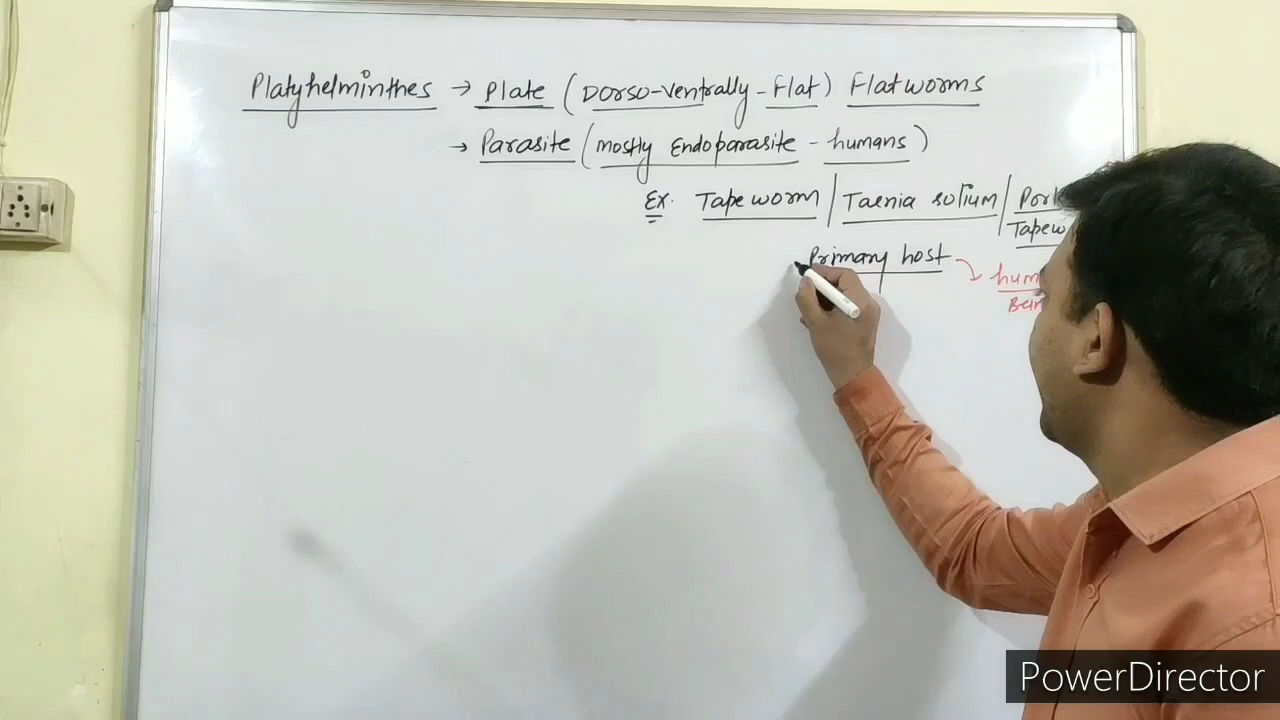 Platyhelminthes → Plate (Dorso-ventrally-Flat) Flatworms
→ Parasite (mostly Endoparasite - humans)
Ex. Tapeworm / Taenia solium /
Primary host
PowerDirector